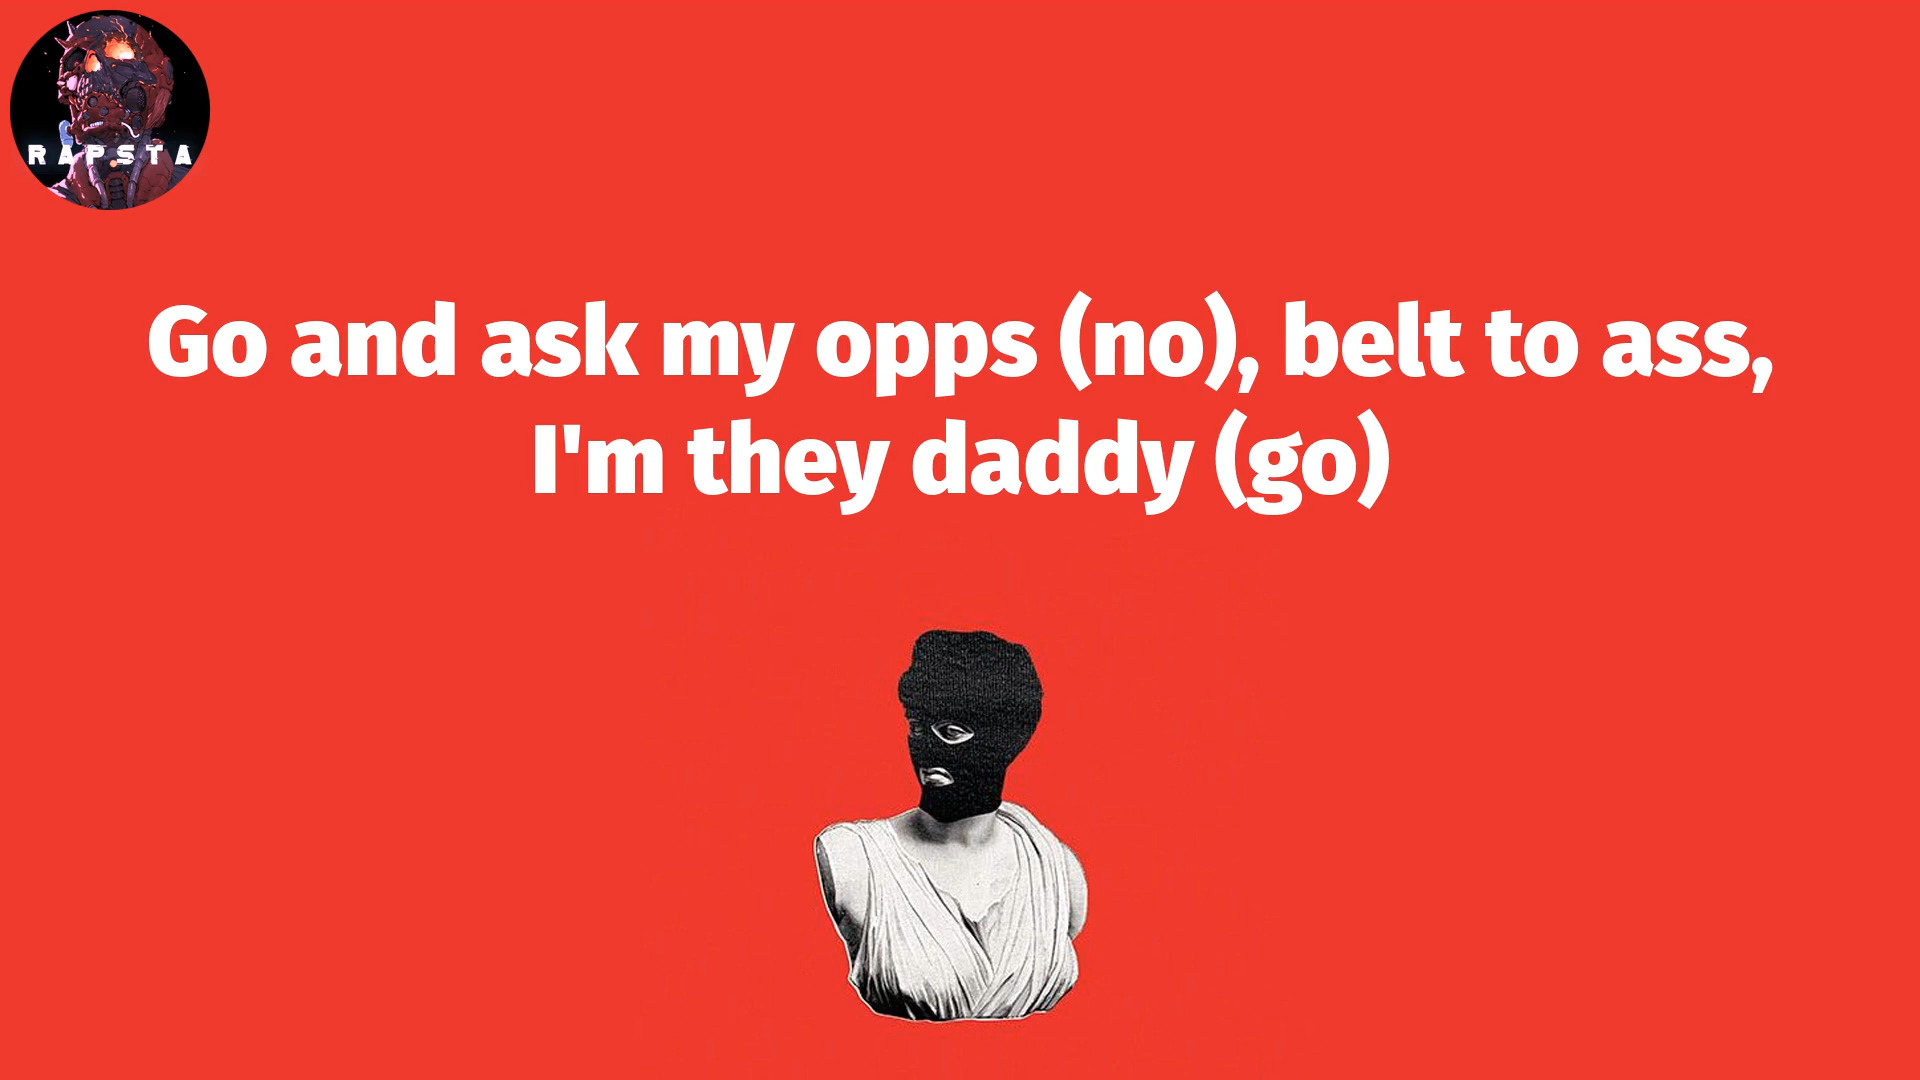 RAPSTA
Go and ask my opps (no), belt to ass,
I'm they daddy (go)